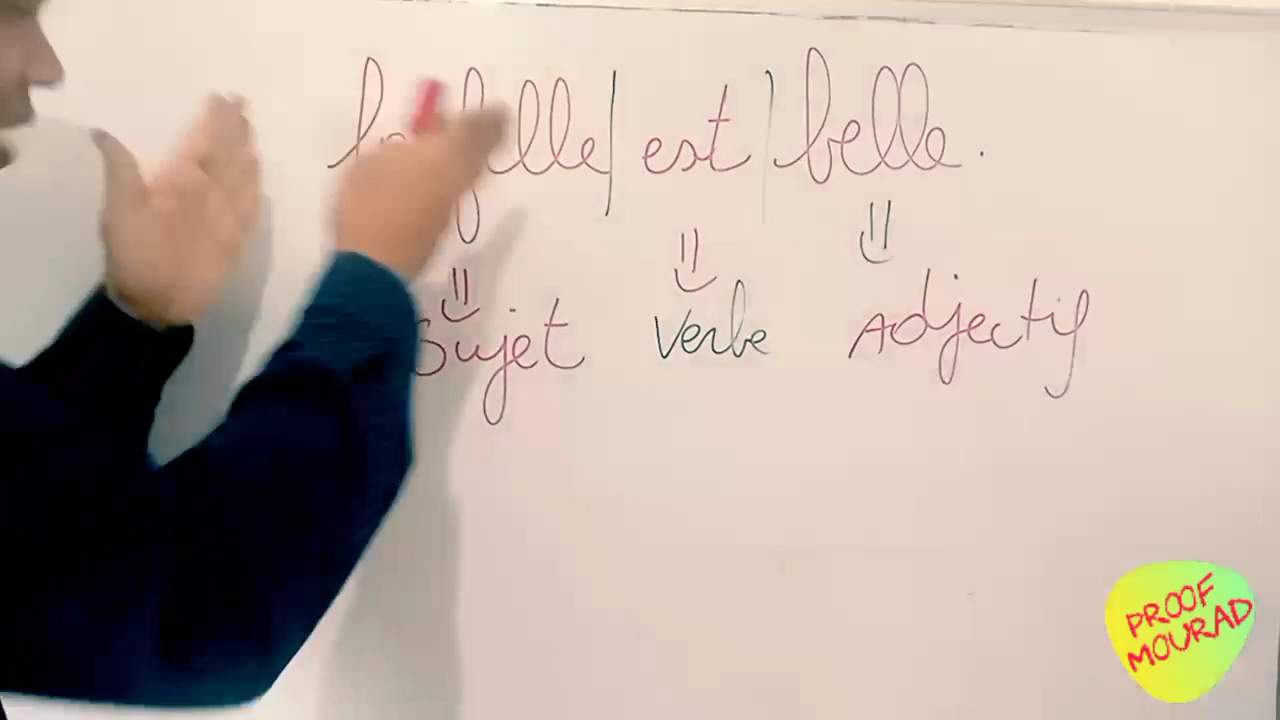 La fille / est / belle.
Sujet Verbe Adjectif
PROOF
MOURAD